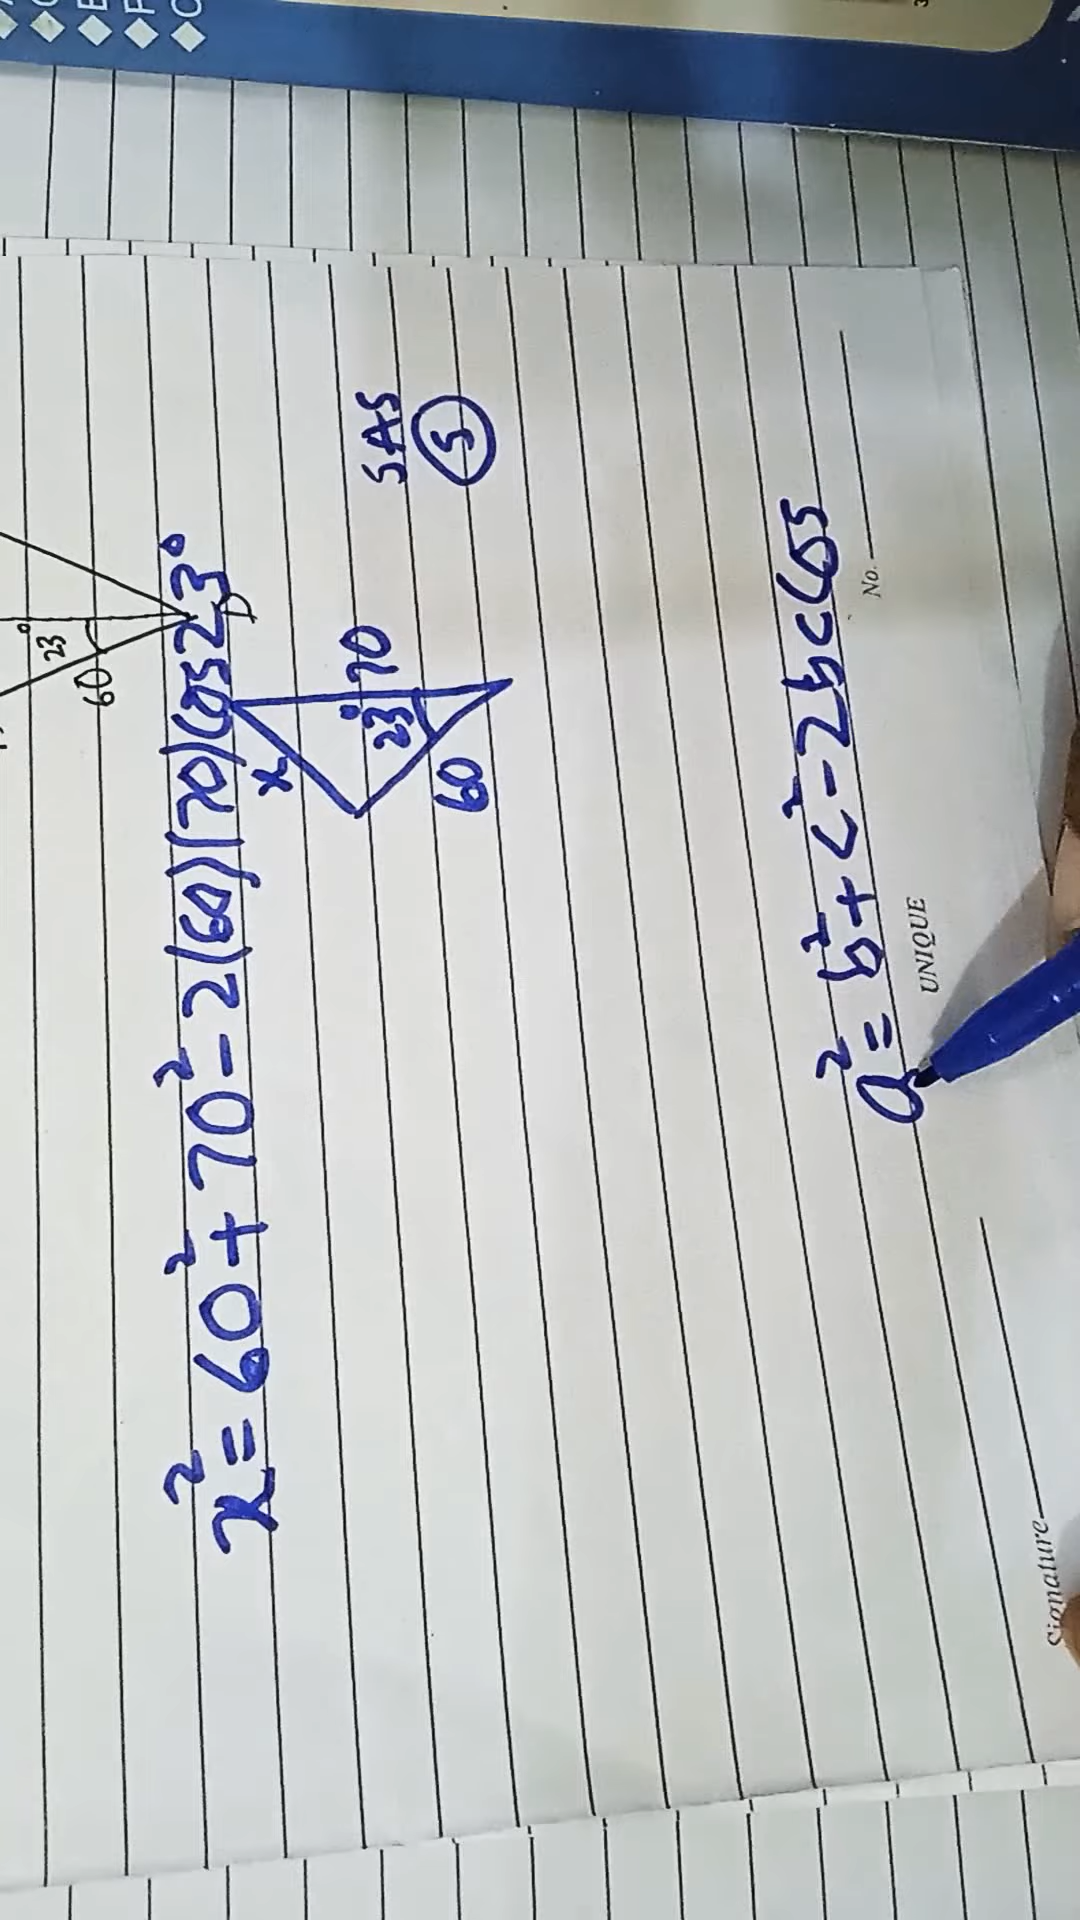 23°
60
D
x² = 60² + 70² - 2(60)(70) cos 23°
x
70
SAS
23°
S
60
a² = b² + c² - 2bc cos
UNIQUE
No.
Signature